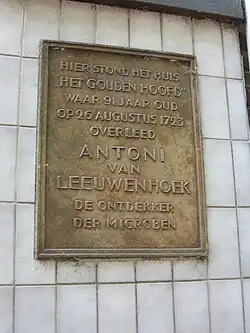 HIER STOND HET HUIS
„HET GOUDEN HOOFD”
WAAR 91 JAAR OUD
OP 26 AUGUSTUS 1723
OVERLEED
ANTONI
VAN
LEEUWENHOEK
DE ONTDEKKER
DER MICROBEN